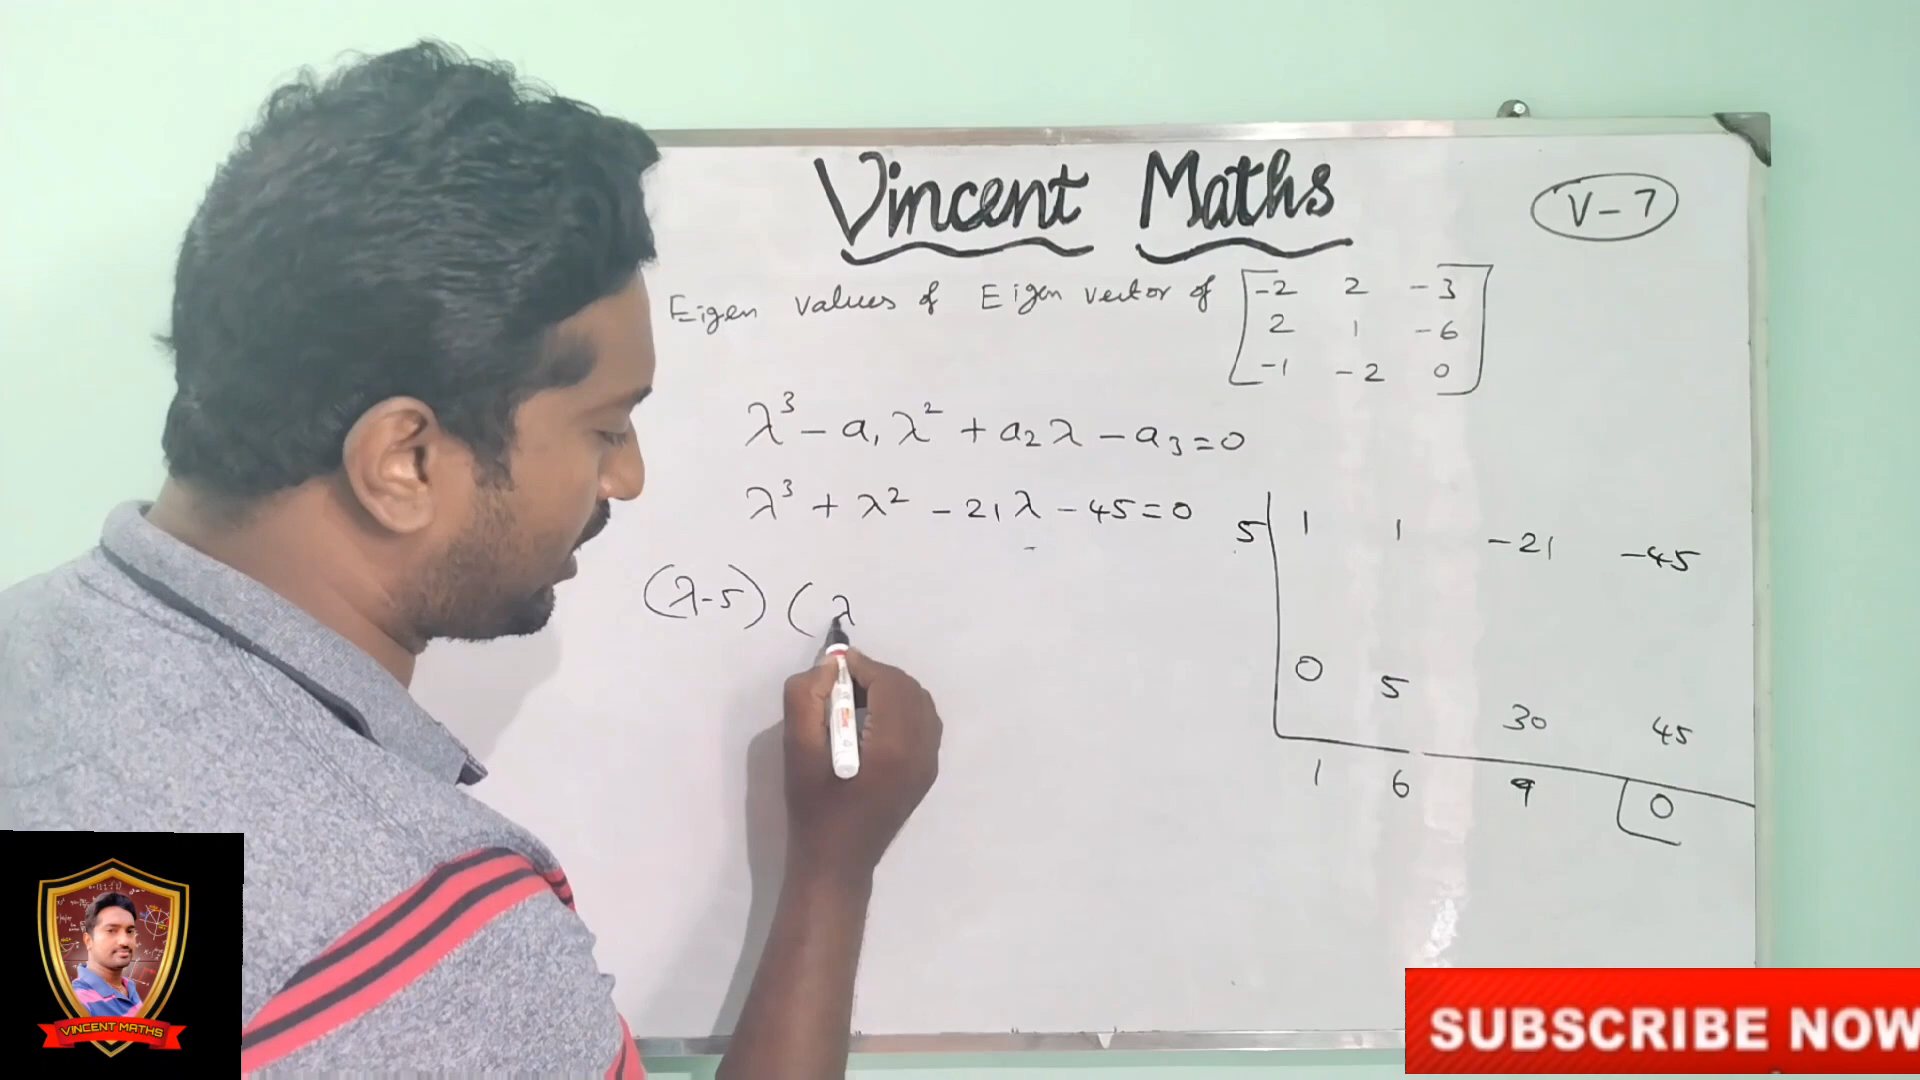 Vincent Maths
V-7
Eigen values of Eigen vector of
-2 2 -3
2 1 -6
-1 -2 0
λ³ - a₁λ² + a₂λ - a₃ = 0
λ³ + λ² - 21λ - 45 = 0
(λ-5) (λ
5 1 1 -21 -45
0 5 30 45
1 6 9 0
VINCENT MATHS
SUBSCRIBE NOW